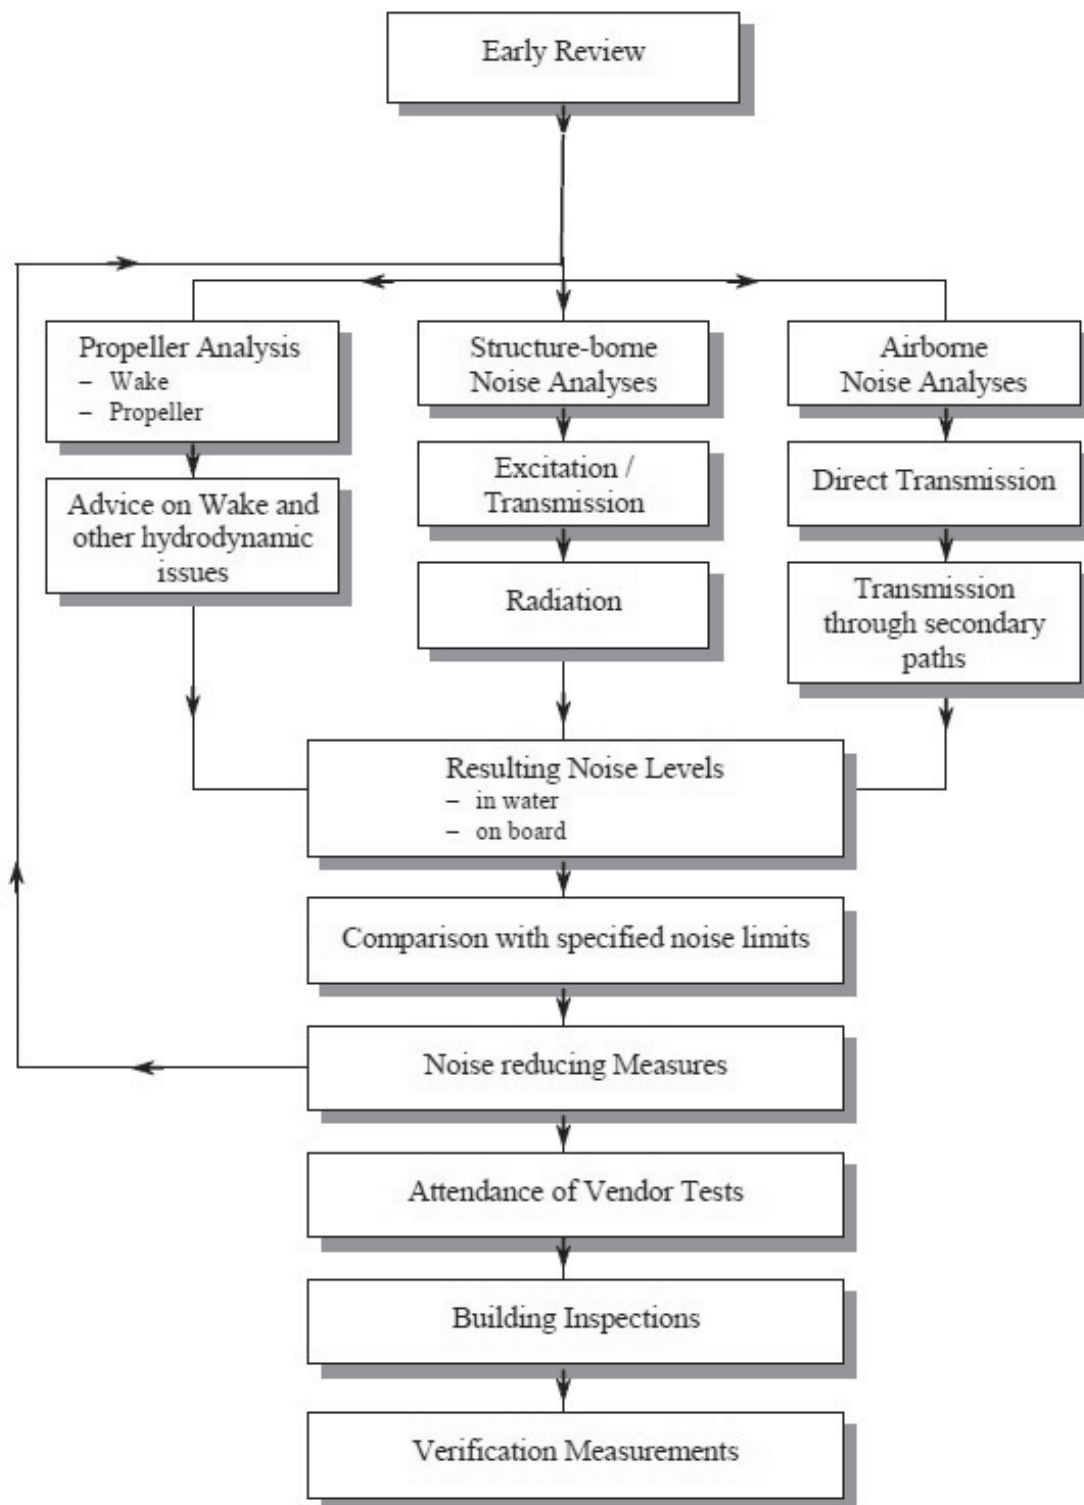 Early Review
Propeller Analysis
– Wake
– Propeller
Advice on Wake and
other hydrodynamic
issues
Structure-borne
Noise Analyses
Excitation /
Transmission
Radiation
Airborne
Noise Analyses
Direct Transmission
Transmission
through secondary
paths
Resulting Noise Levels
– in water
– on board
Comparison with specified noise limits
Noise reducing Measures
Attendance of Vendor Tests
Building Inspections
Verification Measurements